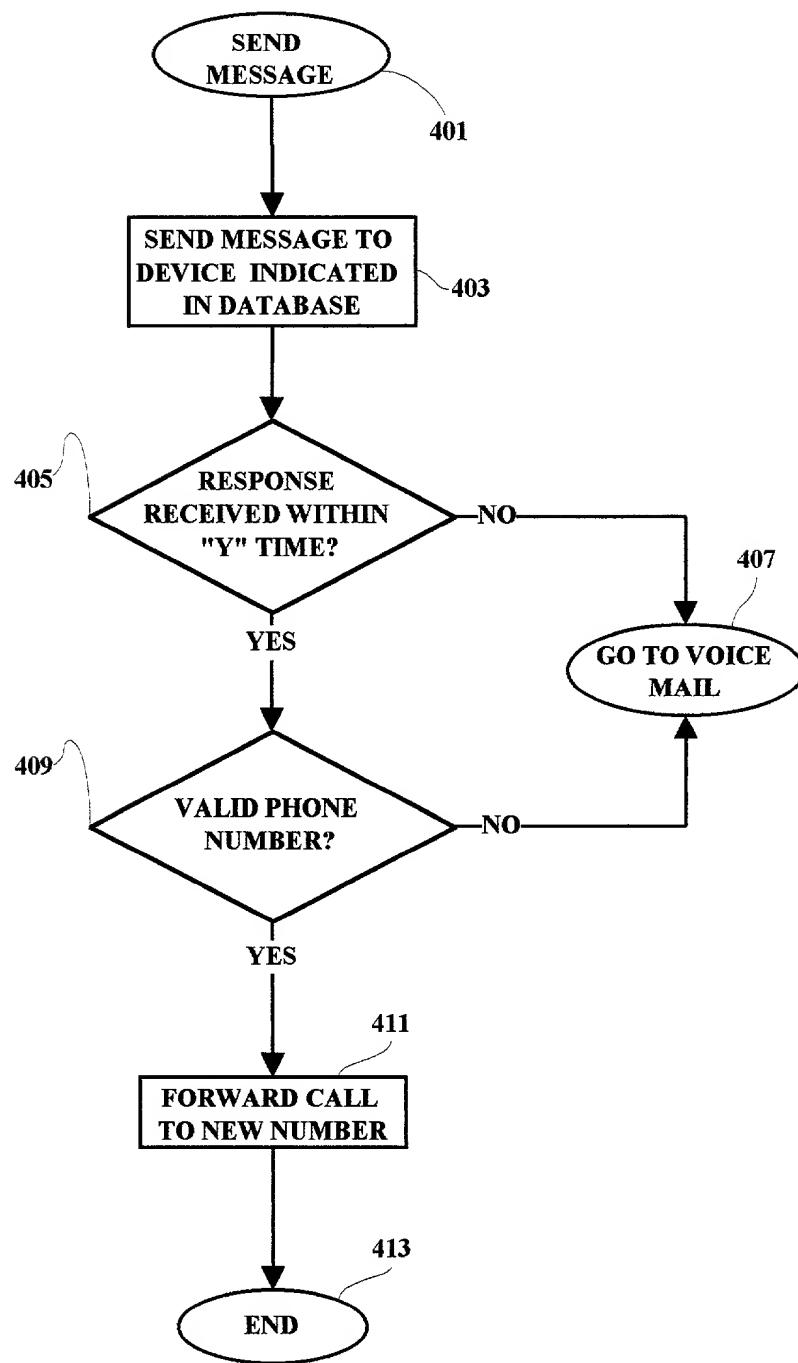 SEND
MESSAGE
401
SEND MESSAGE TO
DEVICE INDICATED
IN DATABASE
403
405
RESPONSE
RECEIVED WITHIN
"Y" TIME?
NO
407
YES
GO TO VOICE
MAIL
409
VALID PHONE
NUMBER?
NO
YES
411
FORWARD CALL
TO NEW NUMBER
413
END